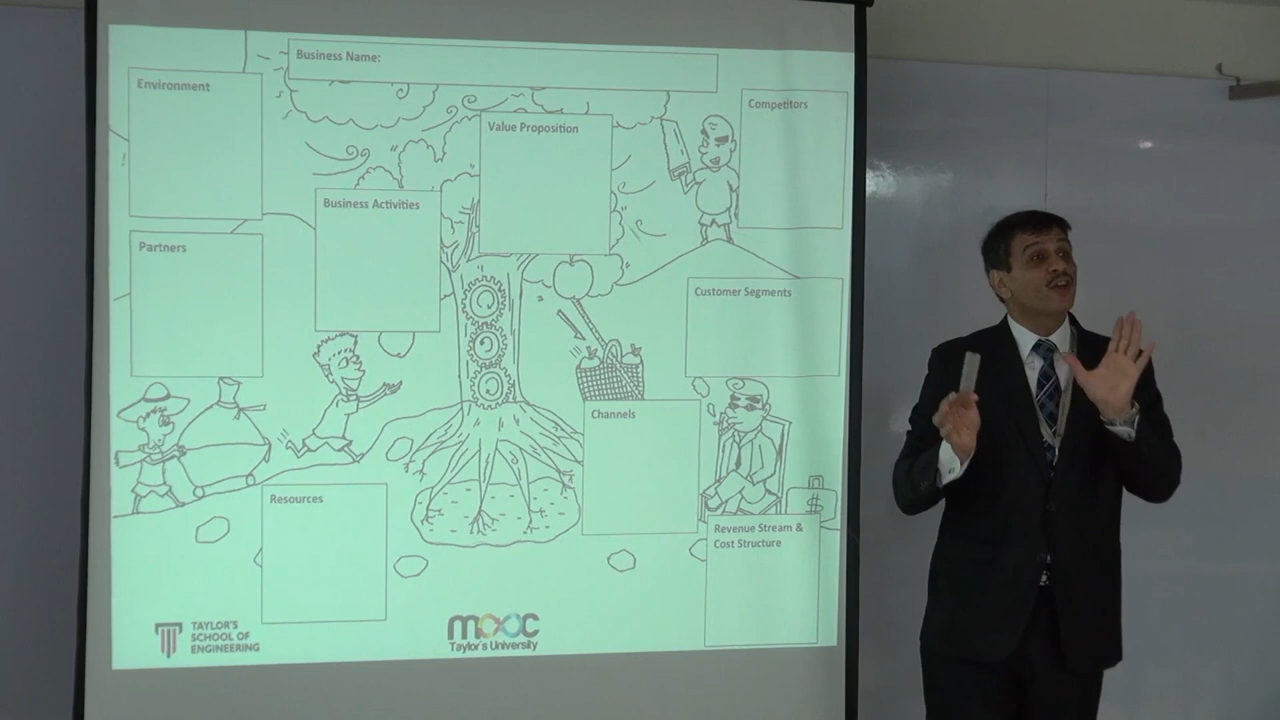 Business Name:
Environment
Competitors
Value Proposition
Business Activities
Partners
Customer Segments
Channels
Resources
Revenue Stream &
Cost Structure
$
TAYLOR'S
SCHOOL OF
ENGINEERING
mooc
Taylor's University